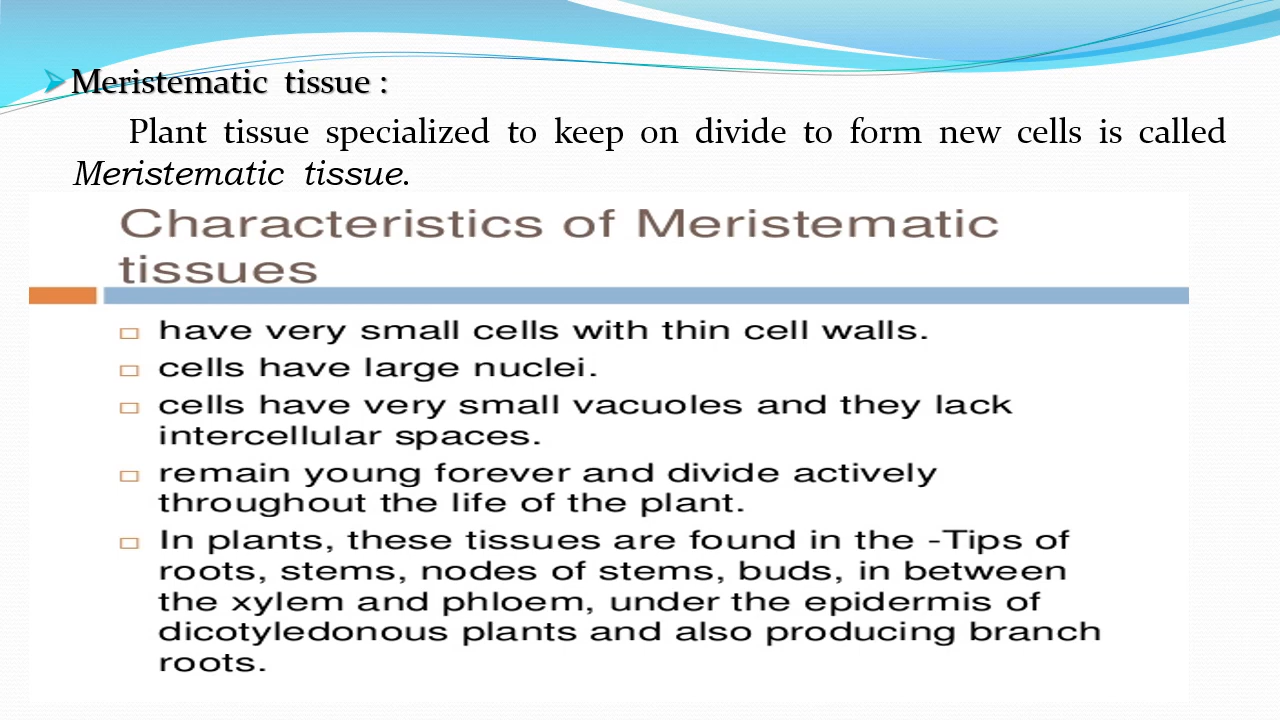 Meristematic tissue :
Plant tissue specialized to keep on divide to form new cells is called
Meristematic tissue.
Characteristics of Meristematic
tissues
have very small cells with thin cell walls.
cells have large nuclei.
cells have very small vacuoles and they lack
intercellular spaces.
remain young forever and divide actively
throughout the life of the plant.
In plants, these tissues are found in the -Tips of
roots, stems, nodes of stems, buds, in between
the xylem and phloem, under the epidermis of
dicotyledonous plants and also producing branch
roots.